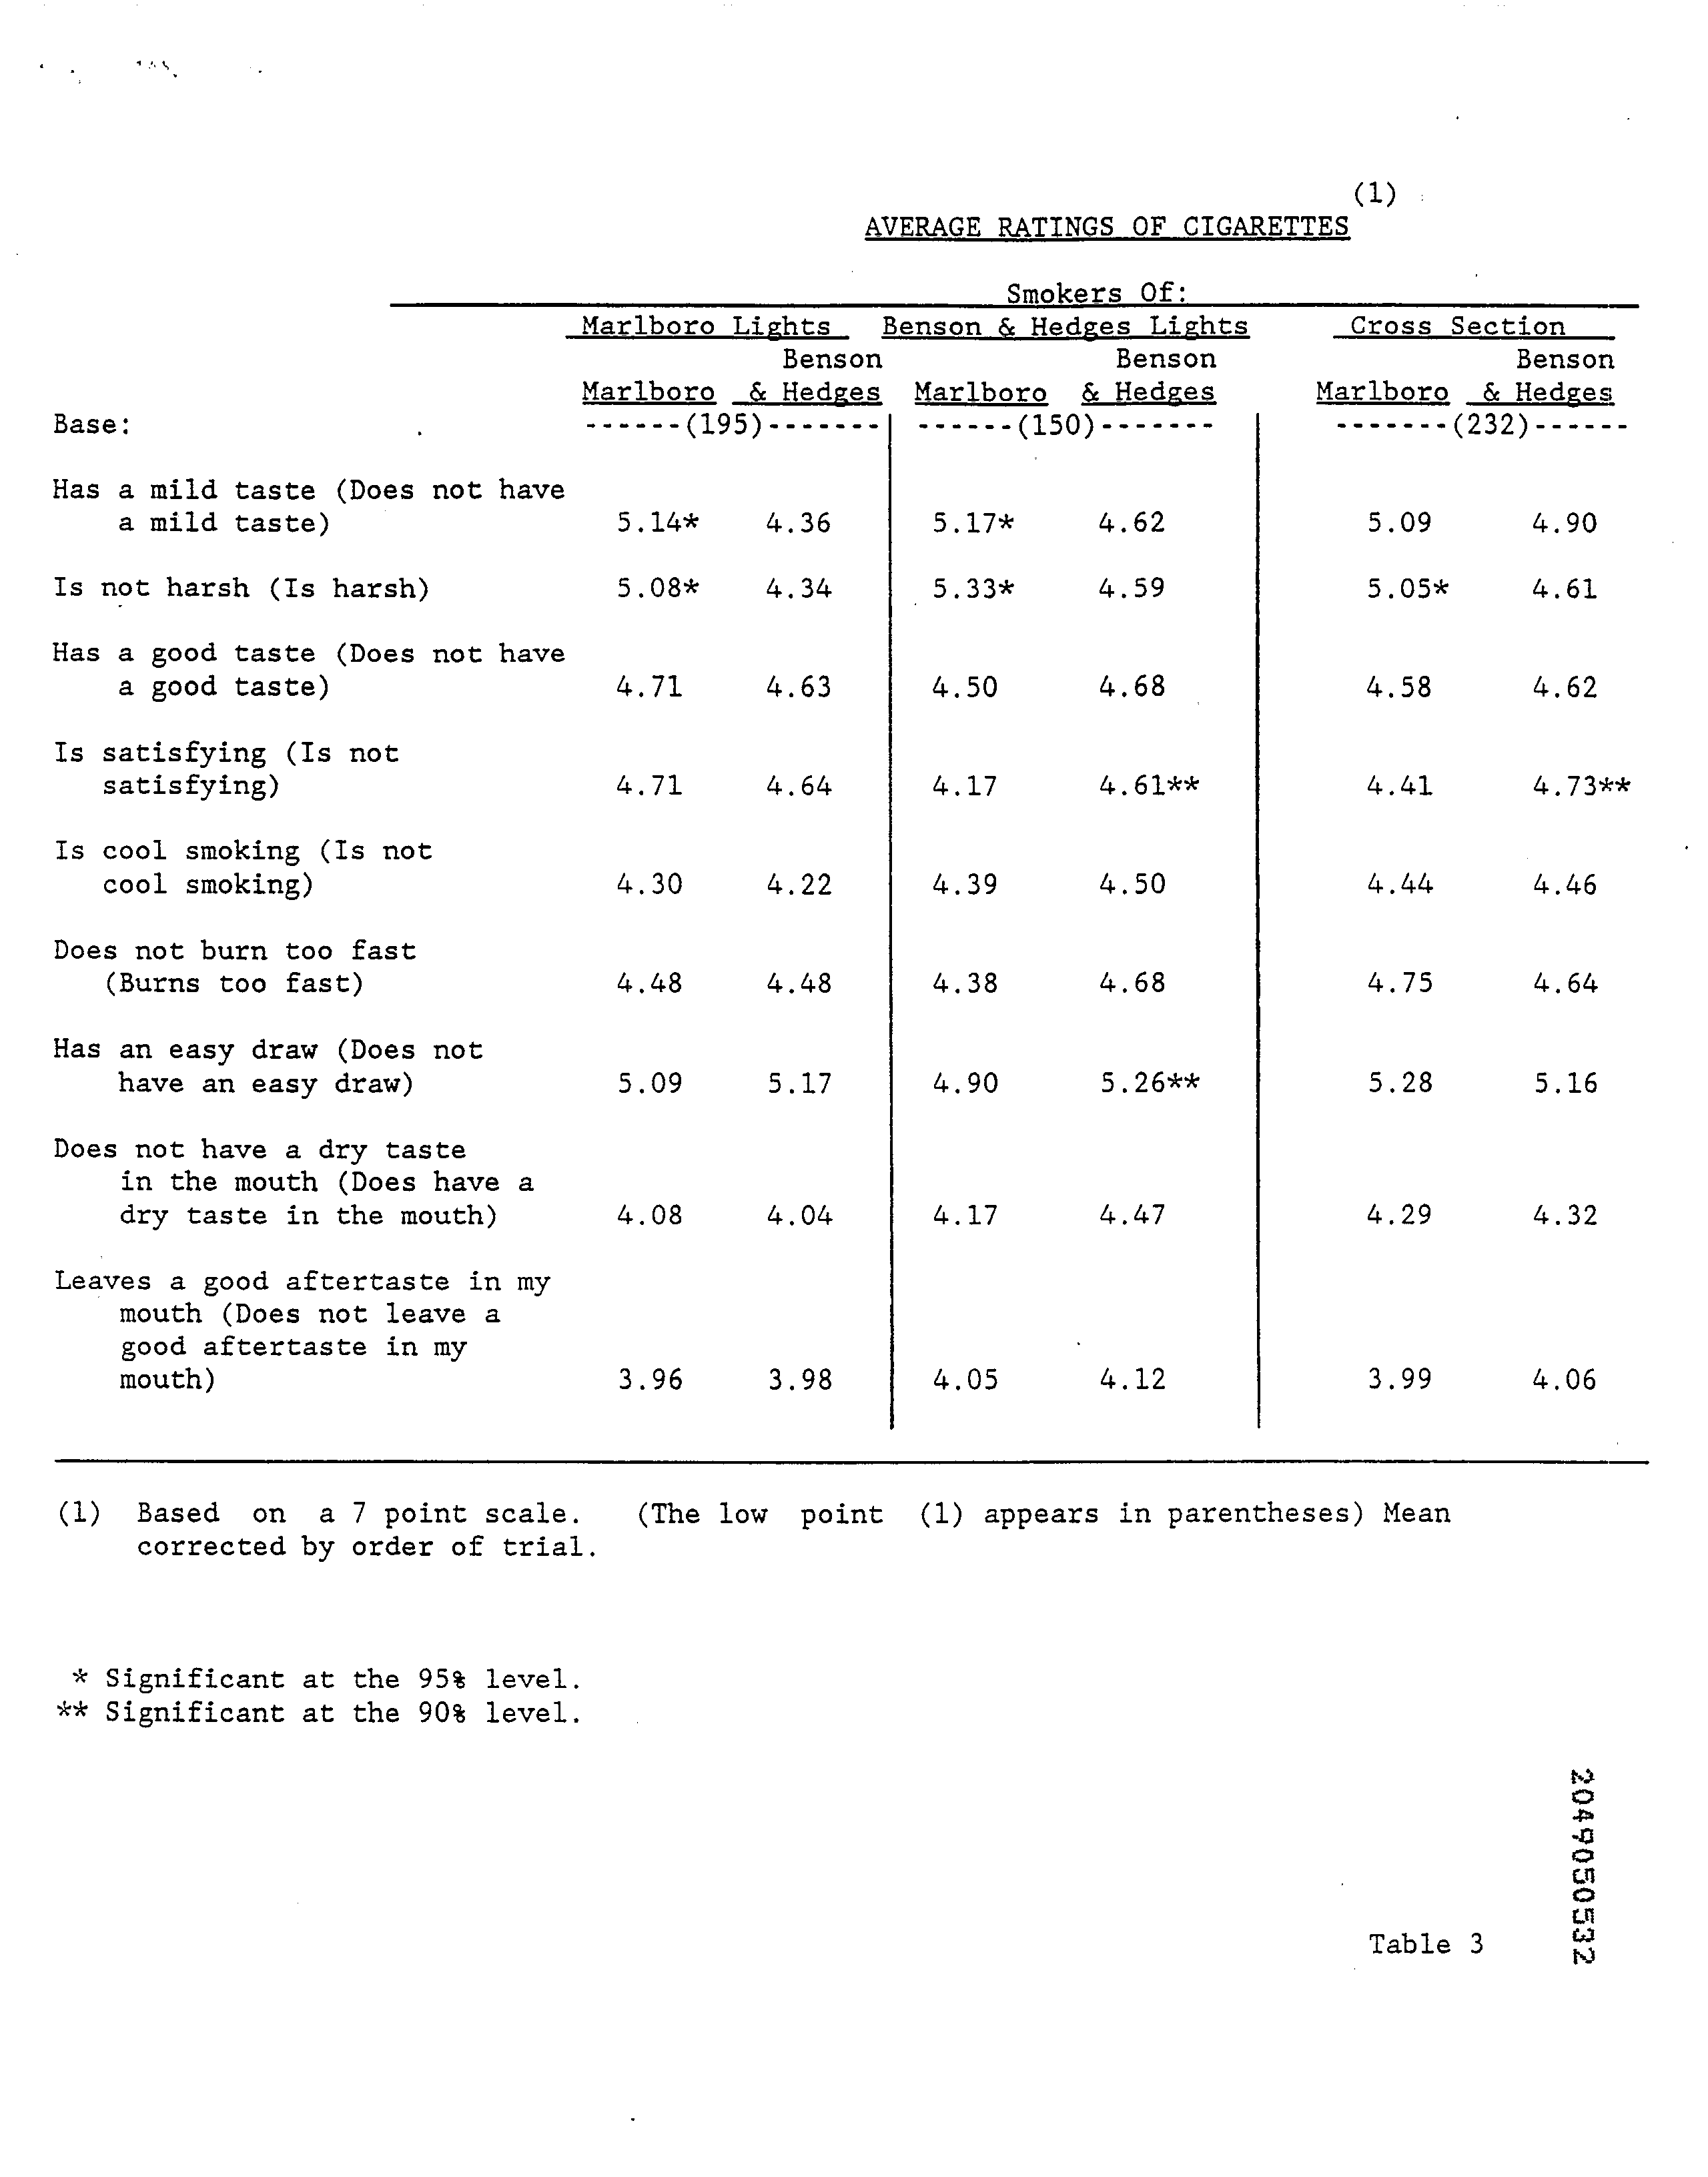 (1)
AVERAGE RATINGS OF CIGARETTES
Smokers Of:
Marlboro Lights Benson & Hedges Lights Cross Section
Benson Benson Benson
Marlboro & Hedges Marlboro & Hedges Marlboro & Hedges
Base: ------(195)------- ------(150)------- -------(232)------
Has a mild taste (Does not have
a mild taste) 5.14* 4.36 5.17* 4.62 5.09 4.90
Is not harsh (Is harsh) 5.08* 4.34 5.33* 4.59 5.05* 4.61
Has a good taste (Does not have
a good taste) 4.71 4.63 4.50 4.68 4.58 4.62
Is satisfying (Is not
satisfying) 4.71 4.64 4.17 4.61** 4.41 4.73**
Is cool smoking (Is not
cool smoking) 4.30 4.22 4.39 4.50 4.44 4.46
Does not burn too fast
(Burns too fast) 4.48 4.48 4.38 4.68 4.75 4.64
Has an easy draw (Does not
have an easy draw) 5.09 5.17 4.90 5.26** 5.28 5.16
Does not have a dry taste
in the mouth (Does have a
dry taste in the mouth) 4.08 4.04 4.17 4.47 4.29 4.32
Leaves a good aftertaste in my
mouth (Does not leave a
good aftertaste in my
mouth) 3.96 3.98 4.05 4.12 3.99 4.06
(1) Based on a 7 point scale. (The low point (1) appears in parentheses) Mean
corrected by order of trial.
* Significant at the 95% level.
** Significant at the 90% level.
Table 3
2049050532